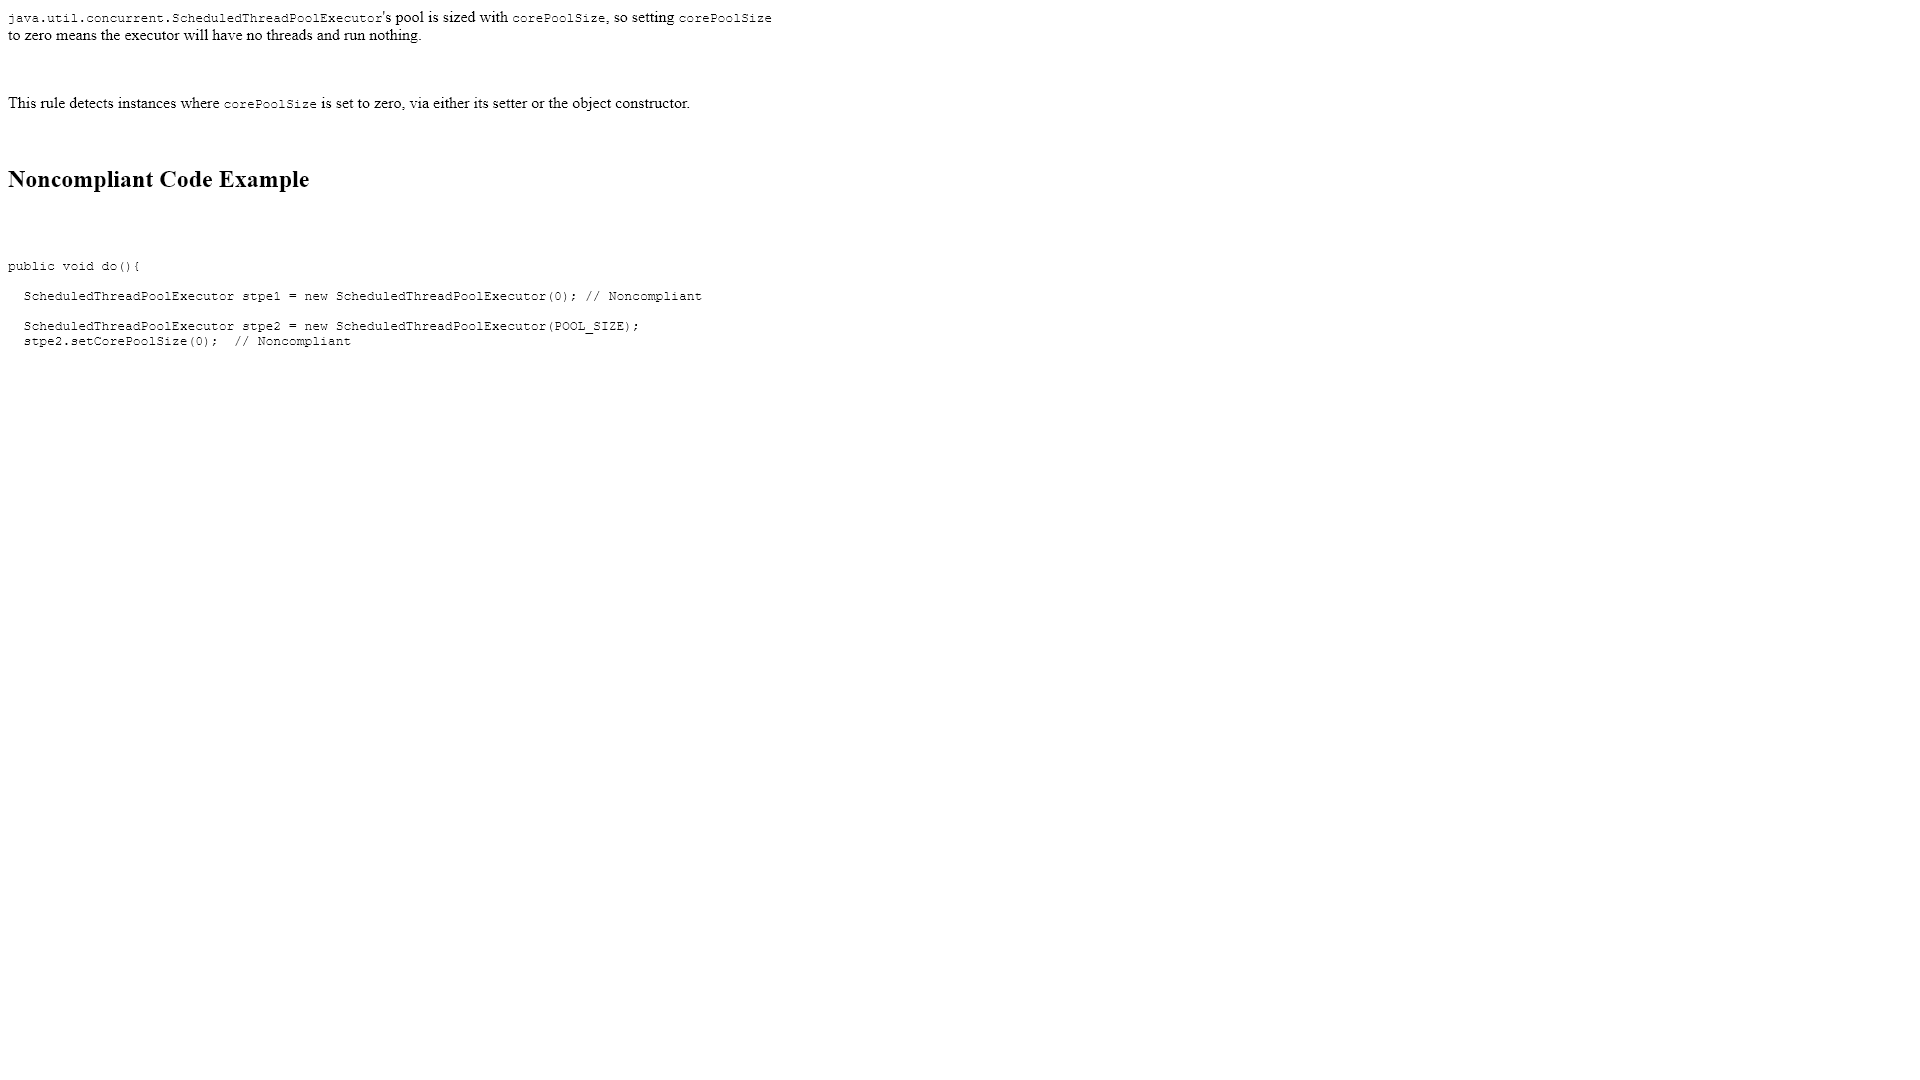 java.util.concurrent.ScheduledThreadPoolExecutor's pool is sized with corePoolSize, so setting corePoolSize
to zero means the executor will have no threads and run nothing.
This rule detects instances where corePoolSize is set to zero, via either its setter or the object constructor.
Noncompliant Code Example
public void do(){
  ScheduledThreadPoolExecutor stpe1 = new ScheduledThreadPoolExecutor(0); // Noncompliant
  ScheduledThreadPoolExecutor stpe2 = new ScheduledThreadPoolExecutor(POOL_SIZE);
  stpe2.setCorePoolSize(0);  // Noncompliant